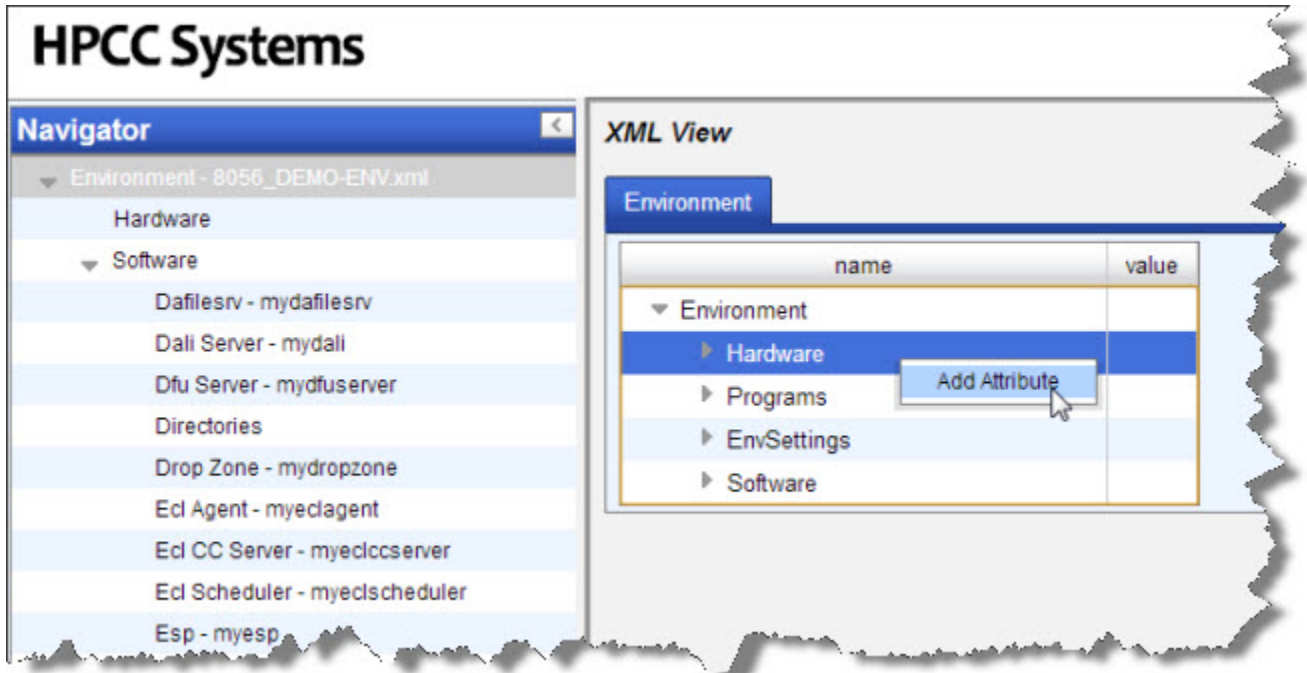 HPCC Systems
Navigator
Environment - 8056_DEMO-ENV.xml
Hardware
Software
Dafilesrv - mydafilesrv
Dali Server - mydali
Dfu Server - mydfuserver
Directories
Drop Zone - mydropzone
Ecl Agent - myeclagent
Ecl CC Server - myeclccserver
Ecl Scheduler - myeclscheduler
Esp - myesp
XML View
Environment
name value
Environment
Hardware
Add Attribute
Programs
EnvSettings
Software